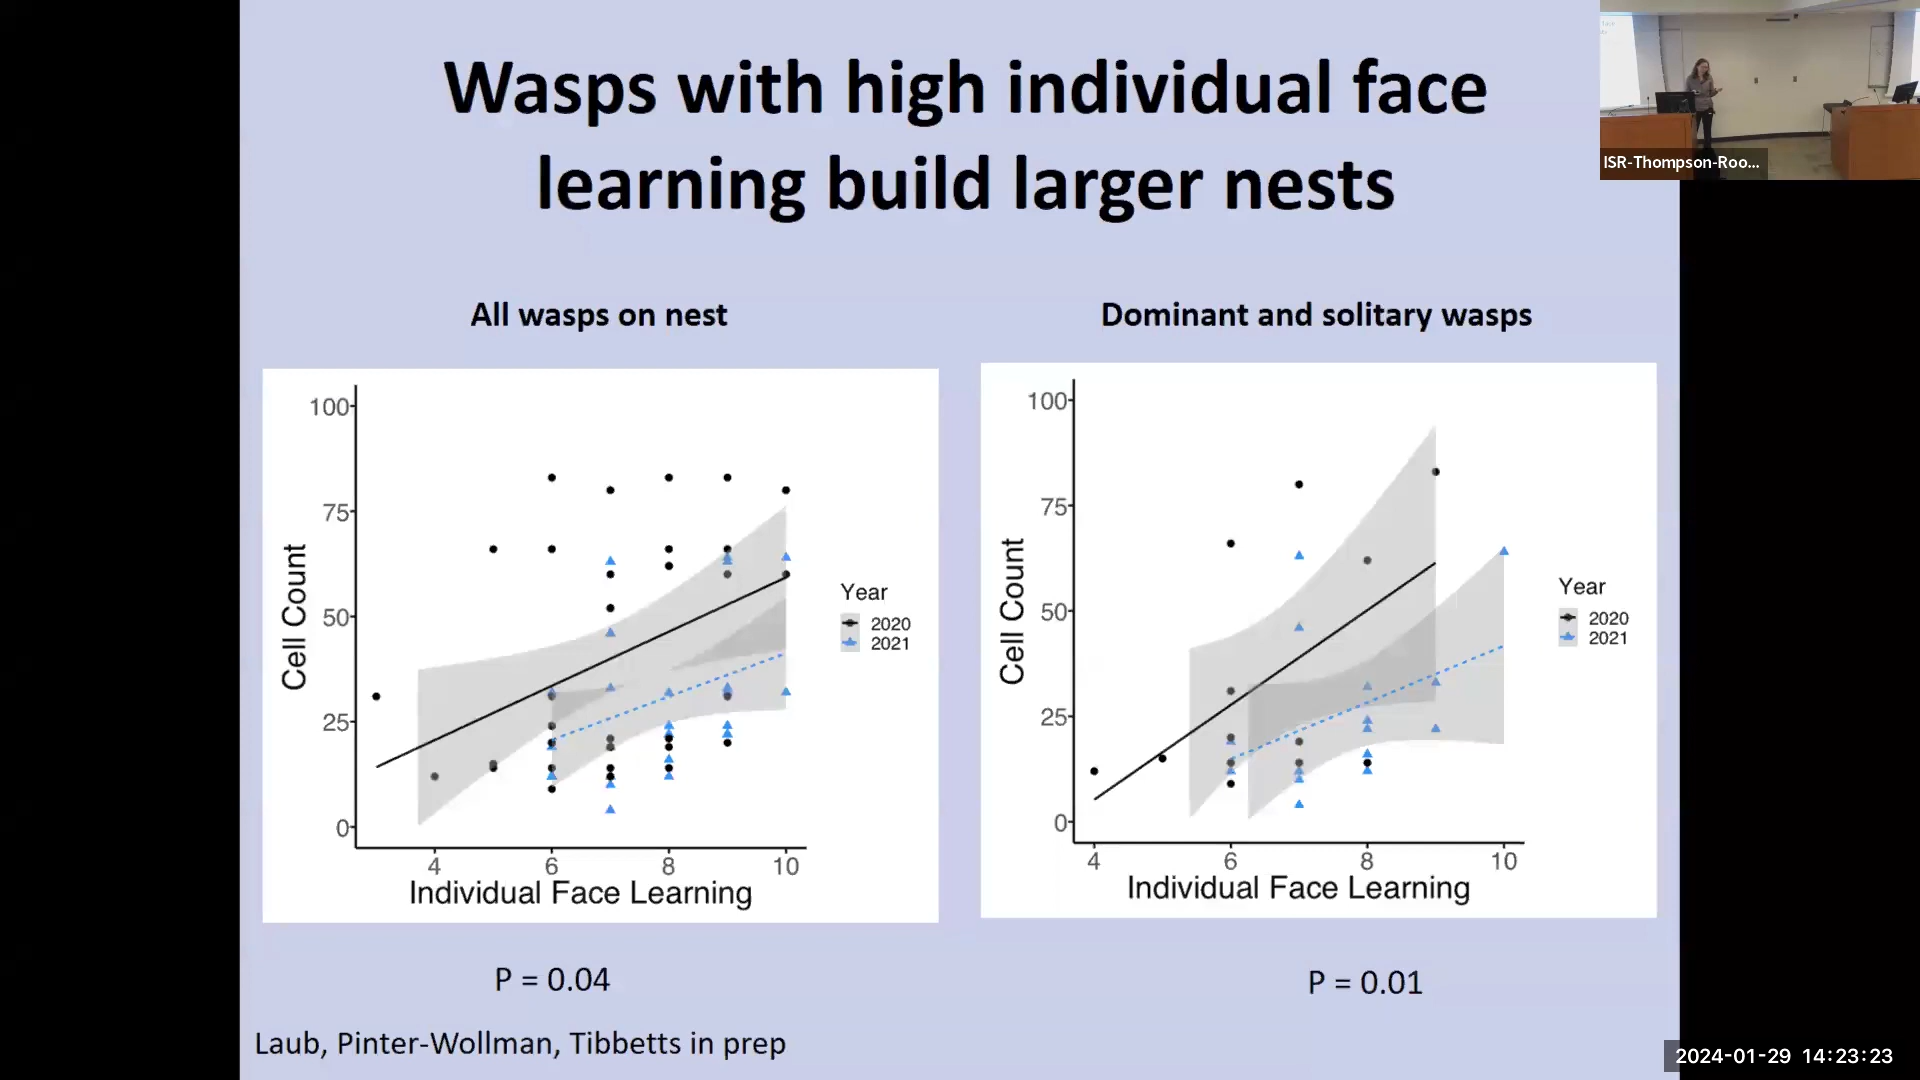 Wasps with high individual face
learning build larger nests
ISR-Thompson-Roo...
All wasps on nest
Dominant and solitary wasps
100
75
50
25
0
Cell Count
4 6 8 10
Individual Face Learning
Year
2020
2021
100
75
50
25
0
Cell Count
4 6 8 10
Individual Face Learning
Year
2020
2021
P = 0.04
P = 0.01
Laub, Pinter-Wollman, Tibbetts in prep
2024-01-29 14:23:23